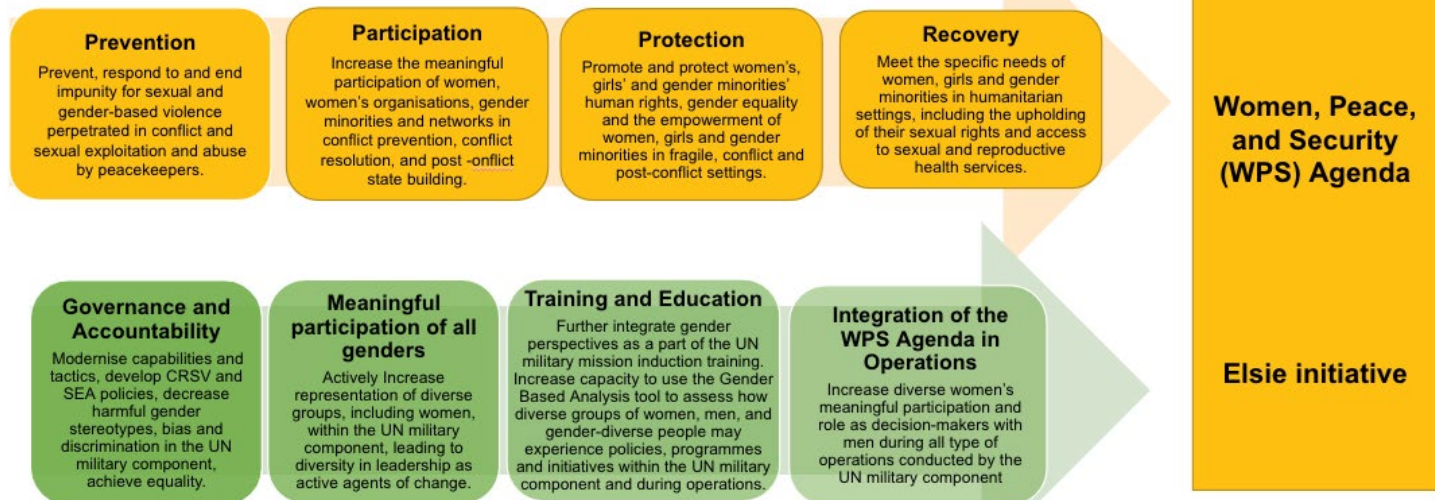 Prevention
Prevent, respond to and end
impunity for sexual and
gender-based violence
perpetrated in conflict and
sexual exploitation and abuse
by peacekeepers.
Participation
Increase the meaningful
participation of women,
women's organisations, gender
minorities and networks in
conflict prevention, conflict
resolution, and post -onflict
state building.
Protection
Promote and protect women's,
girls' and gender minorities'
human rights, gender equality
and the empowerment of
women, girls and gender
minorities in fragile, conflict and
post-conflict settings.
Recovery
Meet the specific needs of
women, girls and gender
minorities in humanitarian
settings, including the upholding
of their sexual rights and access
to sexual and reproductive
health services.
Women, Peace,
and Security
(WPS) Agenda
Governance and
Accountability
Modernise capabilities and
tactics, develop CRSV and
SEA policies, decrease
harmful gender
stereotypes, bias and
discrimination in the UN
military component,
achieve equality.
Meaningful
participation of all
genders
Actively Increase
representation of diverse
groups, including women,
within the UN military
component, leading to
diversity in leadership as
active agents of change.
Training and Education
Further integrate gender
perspectives as a part of the UN
military mission induction training.
Increase capacity to use the Gender
Based Analysis tool to assess how
diverse groups of women, men, and
gender-diverse people may
experience policies, programmes
and initiatives within the UN military
component and during operations.
Integration of the
WPS Agenda in
Operations
Increase diverse women's
meaningful participation and
role as decision-makers with
men during all type of
operations conducted by the
UN military component
Elsie initiative